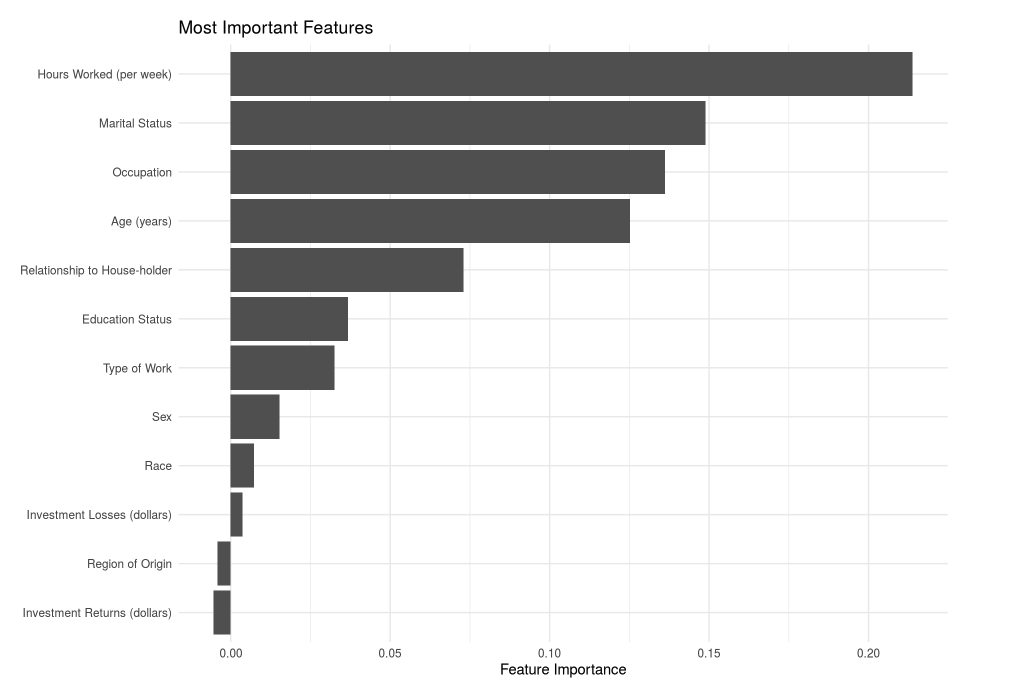 Most Important Features
Hours Worked (per week)
Marital Status
Occupation
Age (years)
Relationship to House-holder
Education Status
Type of Work
Sex
Race
Investment Losses (dollars)
Region of Origin
Investment Returns (dollars)
0.00 0.05 0.10 0.15 0.20
Feature Importance